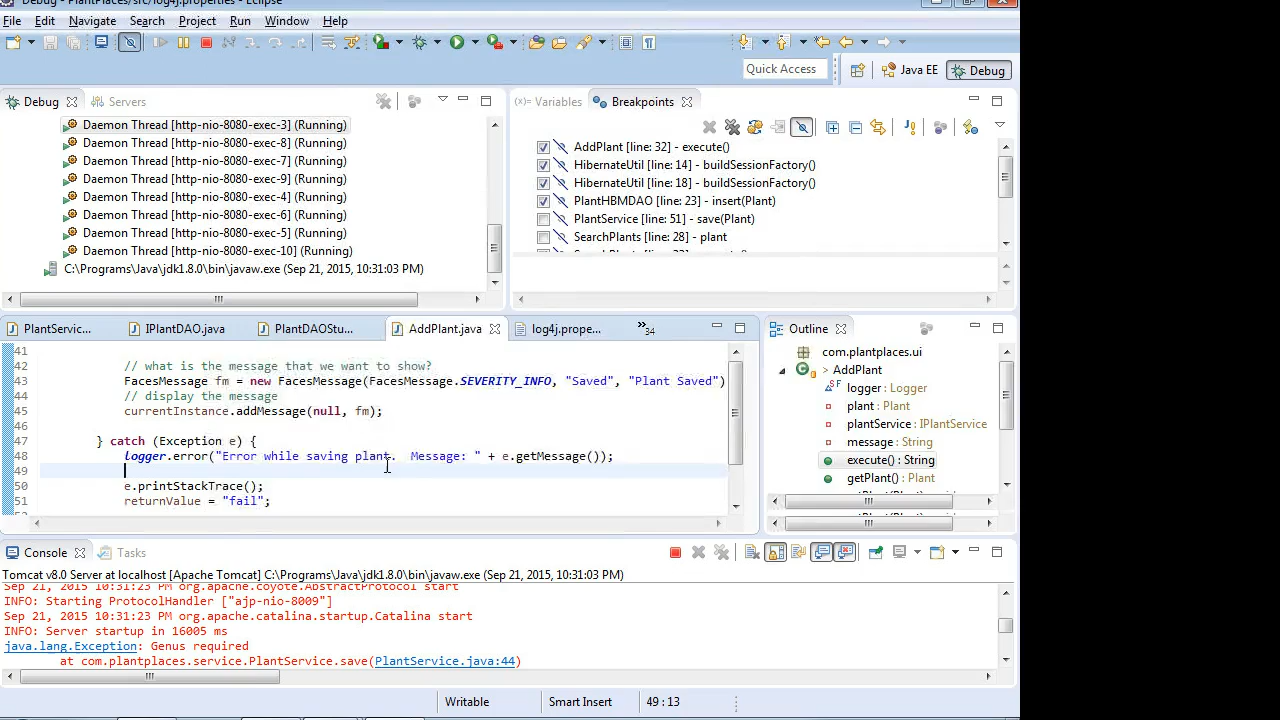 Debug - PlantPlaces/src/log4j.properties - Eclipse
File Edit Navigate Search Project Run Window Help
Quick Access
Java EE
Debug
Debug
Servers
Daemon Thread [http-nio-8080-exec-3] (Running)
Daemon Thread [http-nio-8080-exec-8] (Running)
Daemon Thread [http-nio-8080-exec-7] (Running)
Daemon Thread [http-nio-8080-exec-9] (Running)
Daemon Thread [http-nio-8080-exec-4] (Running)
Daemon Thread [http-nio-8080-exec-6] (Running)
Daemon Thread [http-nio-8080-exec-5] (Running)
Daemon Thread [http-nio-8080-exec-10] (Running)
C:\Programs\Java\jdk1.8.0\bin\javaw.exe (Sep 21, 2015, 10:31:03 PM)
(x)= Variables
Breakpoints
AddPlant [line: 32] - execute()
HibernateUtil [line: 14] - buildSessionFactory()
HibernateUtil [line: 18] - buildSessionFactory()
PlantHBMDAO [line: 23] - insert(Plant)
PlantService [line: 51] - save(Plant)
SearchPlants [line: 28] - plant
PlantServic...
IPlantDAO.java
PlantDAOStu...
AddPlant.java
log4j.prope...
»34
41
42 // what is the message that we want to show?
43 FacesMessage fm = new FacesMessage(FacesMessage.SEVERITY_INFO, "Saved", "Plant Saved")
44 // display the message
45 currentInstance.addMessage(null, fm);
46
47 } catch (Exception e) {
48 logger.error("Error while saving plant.  Message: " + e.getMessage());
49
50 e.printStackTrace();
51 returnValue = "fail";
Outline
com.plantplaces.ui
AddPlant
logger : Logger
plant : Plant
plantService : IPlantService
message : String
execute() : String
getPlant() : Plant
Console
Tasks
Tomcat v8.0 Server at localhost [Apache Tomcat] C:\Programs\Java\jdk1.8.0\bin\javaw.exe (Sep 21, 2015, 10:31:03 PM)
Sep 21, 2015 10:31:23 PM org.apache.coyote.AbstractProtocol start
INFO: Starting ProtocolHandler ["ajp-nio-8009"]
Sep 21, 2015 10:31:23 PM org.apache.catalina.startup.Catalina start
INFO: Server startup in 16005 ms
java.lang.Exception: Genus required
at com.plantplaces.service.PlantService.save(PlantService.java:44)
Writable
Smart Insert
49 : 13